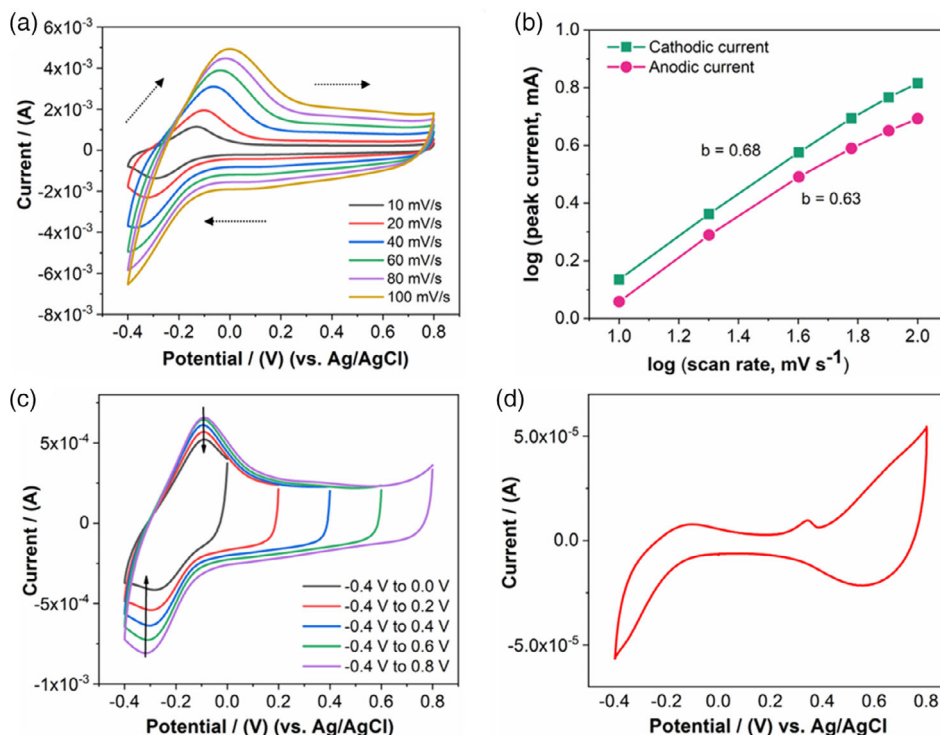 (a)
6x10⁻³
4x10⁻³
2x10⁻³
0
-2x10⁻³
-4x10⁻³
-6x10⁻³
-8x10⁻³
Current / (A)
10 mV/s
20 mV/s
40 mV/s
60 mV/s
80 mV/s
100 mV/s
-0.4 -0.2 0.0 0.2 0.4 0.6 0.8
Potential / (V) (vs. Ag/AgCl)
(b)
1.0
0.8
0.6
0.4
0.2
0.0
log (peak current, mA)
Cathodic current
Anodic current
b = 0.68
b = 0.63
1.0 1.2 1.4 1.6 1.8 2.0
log (scan rate, mV s⁻¹)
(c)
5x10⁻⁴
0
-5x10⁻⁴
-1x10⁻³
Current / (A)
-0.4 V to 0.0 V
-0.4 V to 0.2 V
-0.4 V to 0.4 V
-0.4 V to 0.6 V
-0.4 V to 0.8 V
-0.4 -0.2 0.0 0.2 0.4 0.6 0.8
Potential / (V) (vs. Ag/AgCl)
(d)
5.0x10⁻⁵
0.0
-5.0x10⁻⁵
Current / (A)
-0.4 -0.2 0.0 0.2 0.4 0.6 0.8
Potential / (V) vs. Ag/AgCl